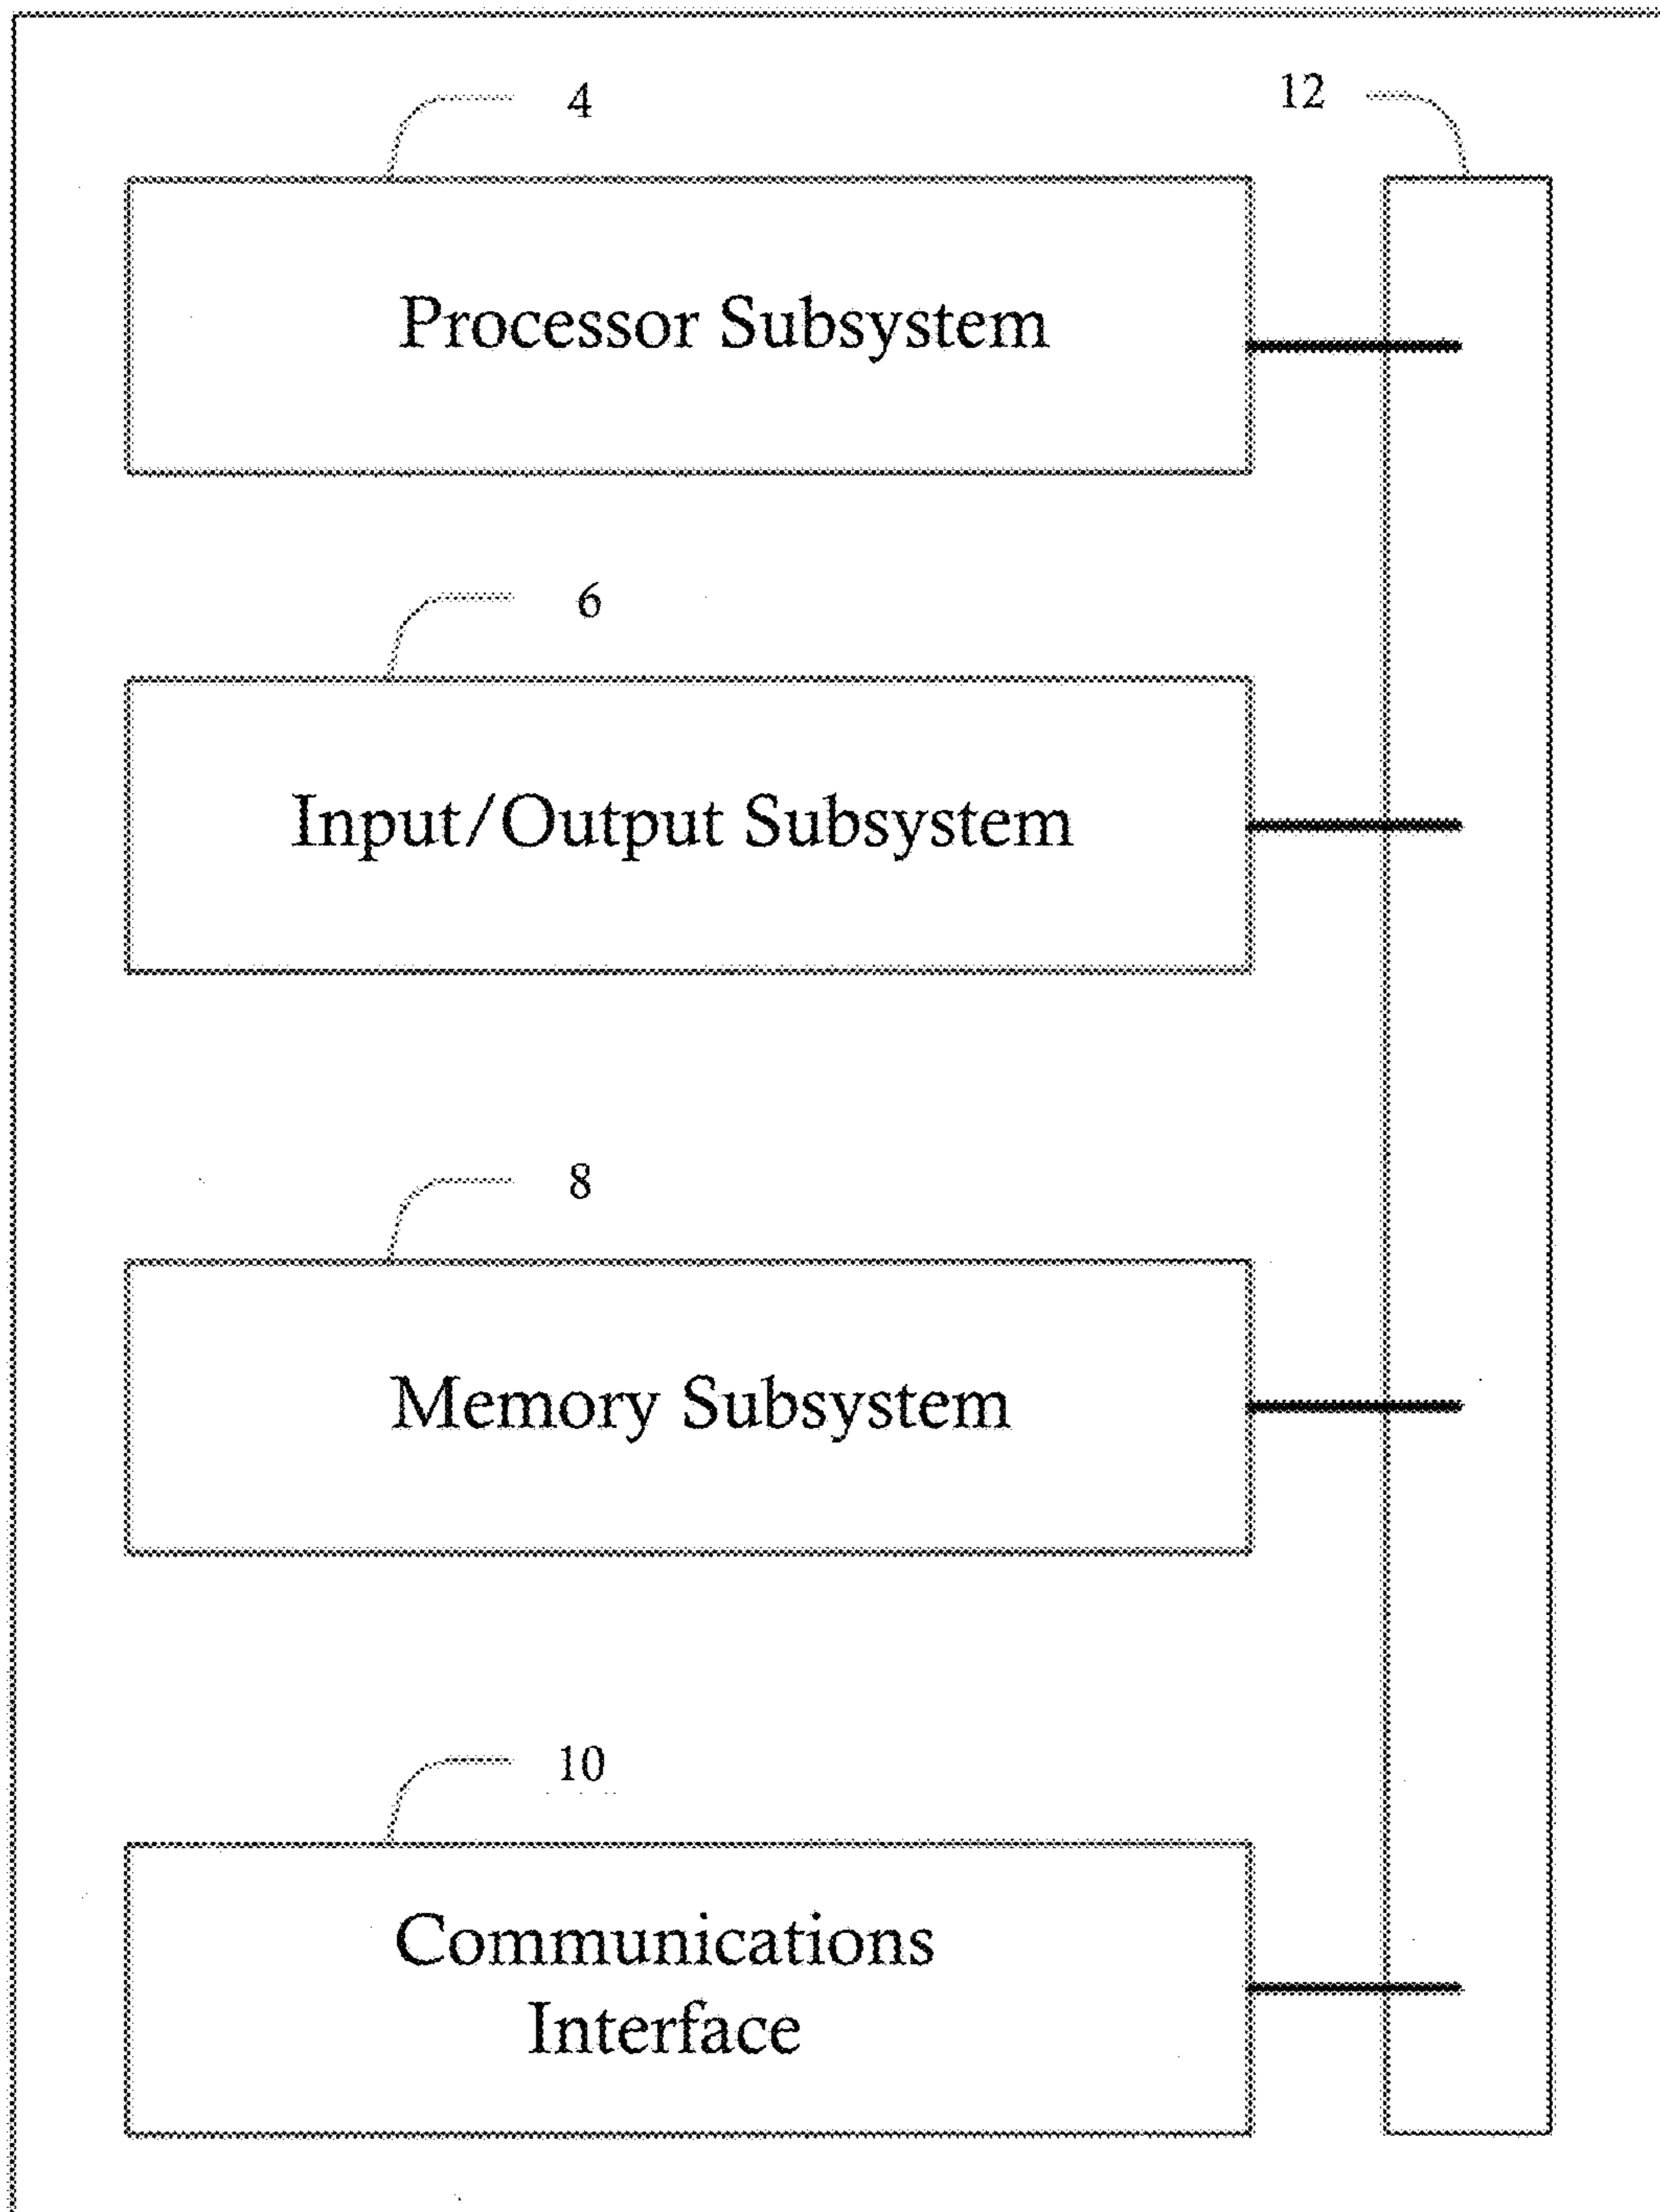 4
12
Processor Subsystem
6
Input/Output Subsystem
8
Memory Subsystem
10
Communications
Interface